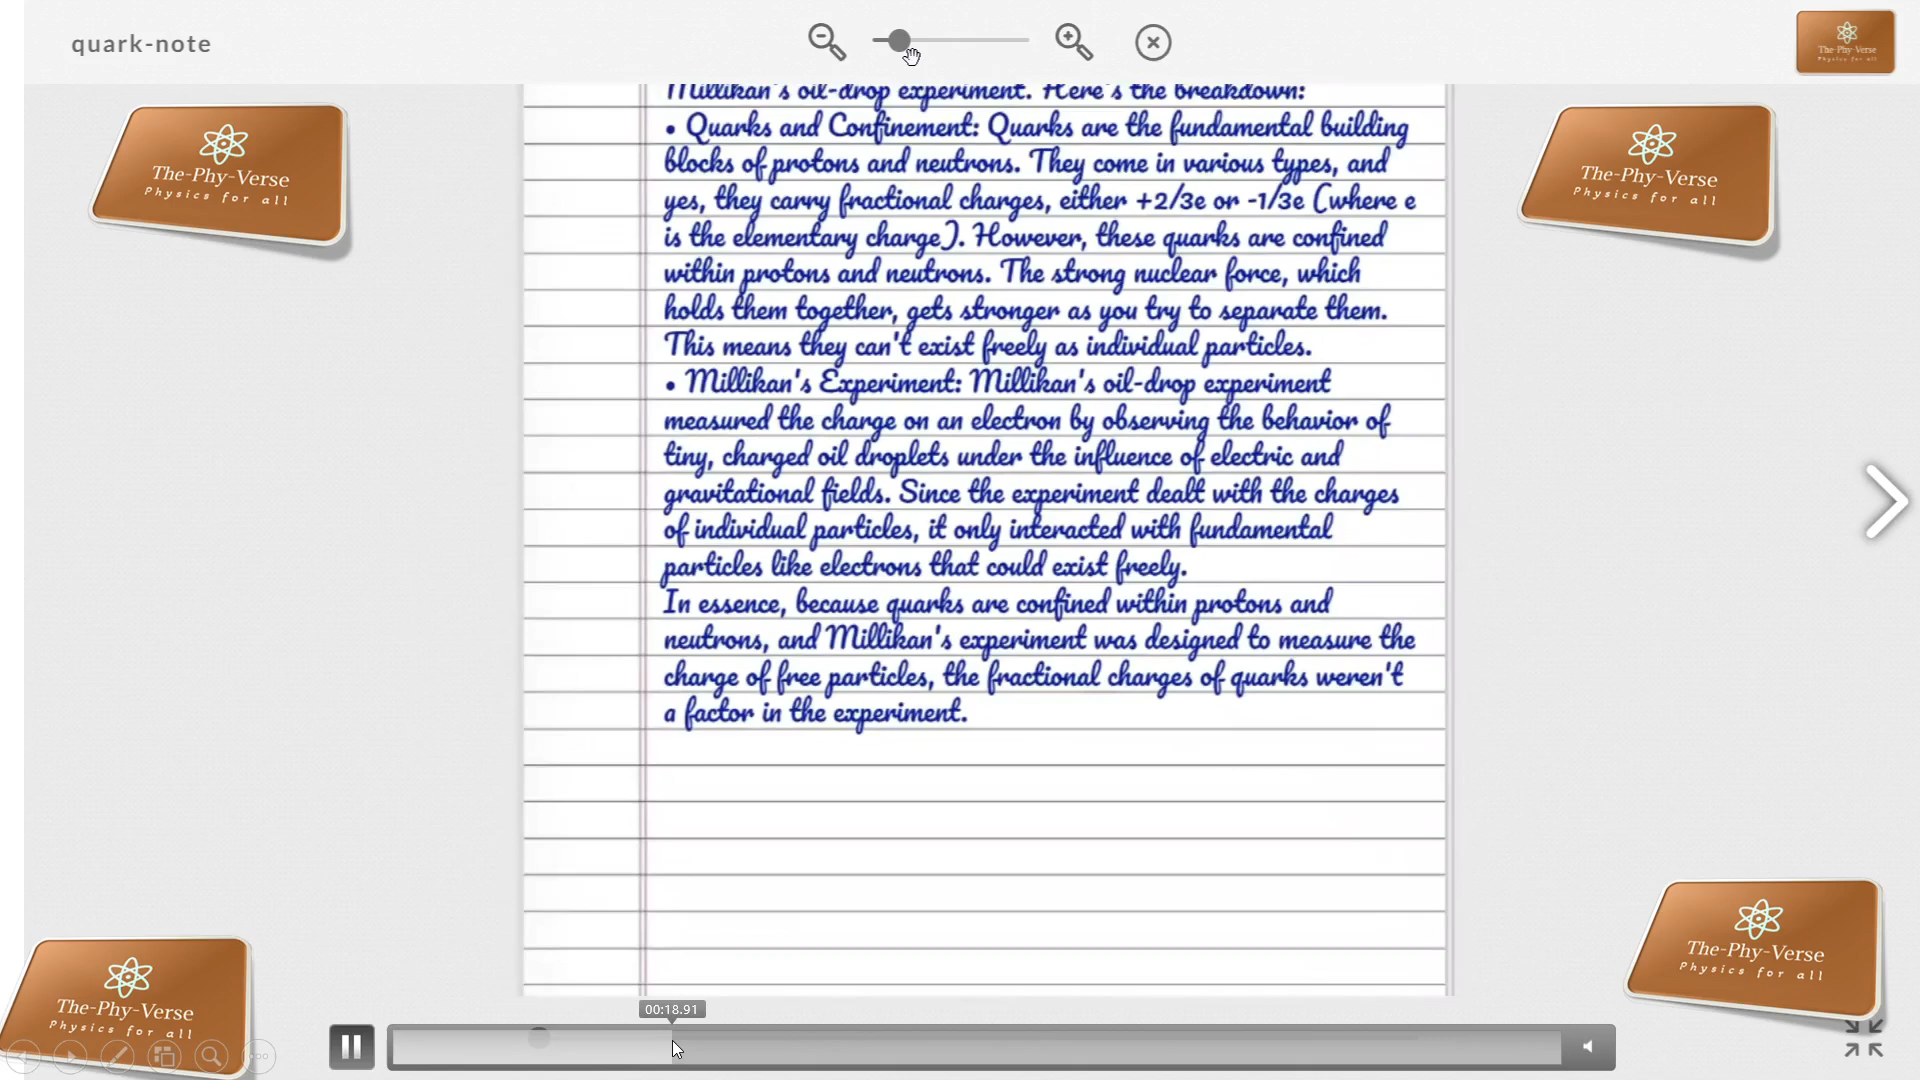 quark-note
The-Phy-Verse
Physics for all
The-Phy-Verse
Physics for all
The-Phy-Verse
Physics for all
Millikan's oil-drop experiment. Here's the breakdown:
• Quarks and Confinement: Quarks are the fundamental building
blocks of protons and neutrons. They come in various types, and
yes, they carry fractional charges, either +2/3e or -1/3e (where e
is the elementary charge). However, these quarks are confined
within protons and neutrons. The strong nuclear force, which
holds them together, gets stronger as you try to separate them.
This means they can't exist freely as individual particles.
• Millikan's Experiment: Millikan's oil-drop experiment
measured the charge on an electron by observing the behavior of
tiny, charged oil droplets under the influence of electric and
gravitational fields. Since the experiment dealt with the charges
of individual particles, it only interacted with fundamental
particles like electrons that could exist freely.
In essence, because quarks are confined within protons and
neutrons, and Millikan's experiment was designed to measure the
charge of free particles, the fractional charges of quarks weren't
a factor in the experiment.
The-Phy-Verse
Physics for all
The-Phy-Verse
Physics for all
00:18.91